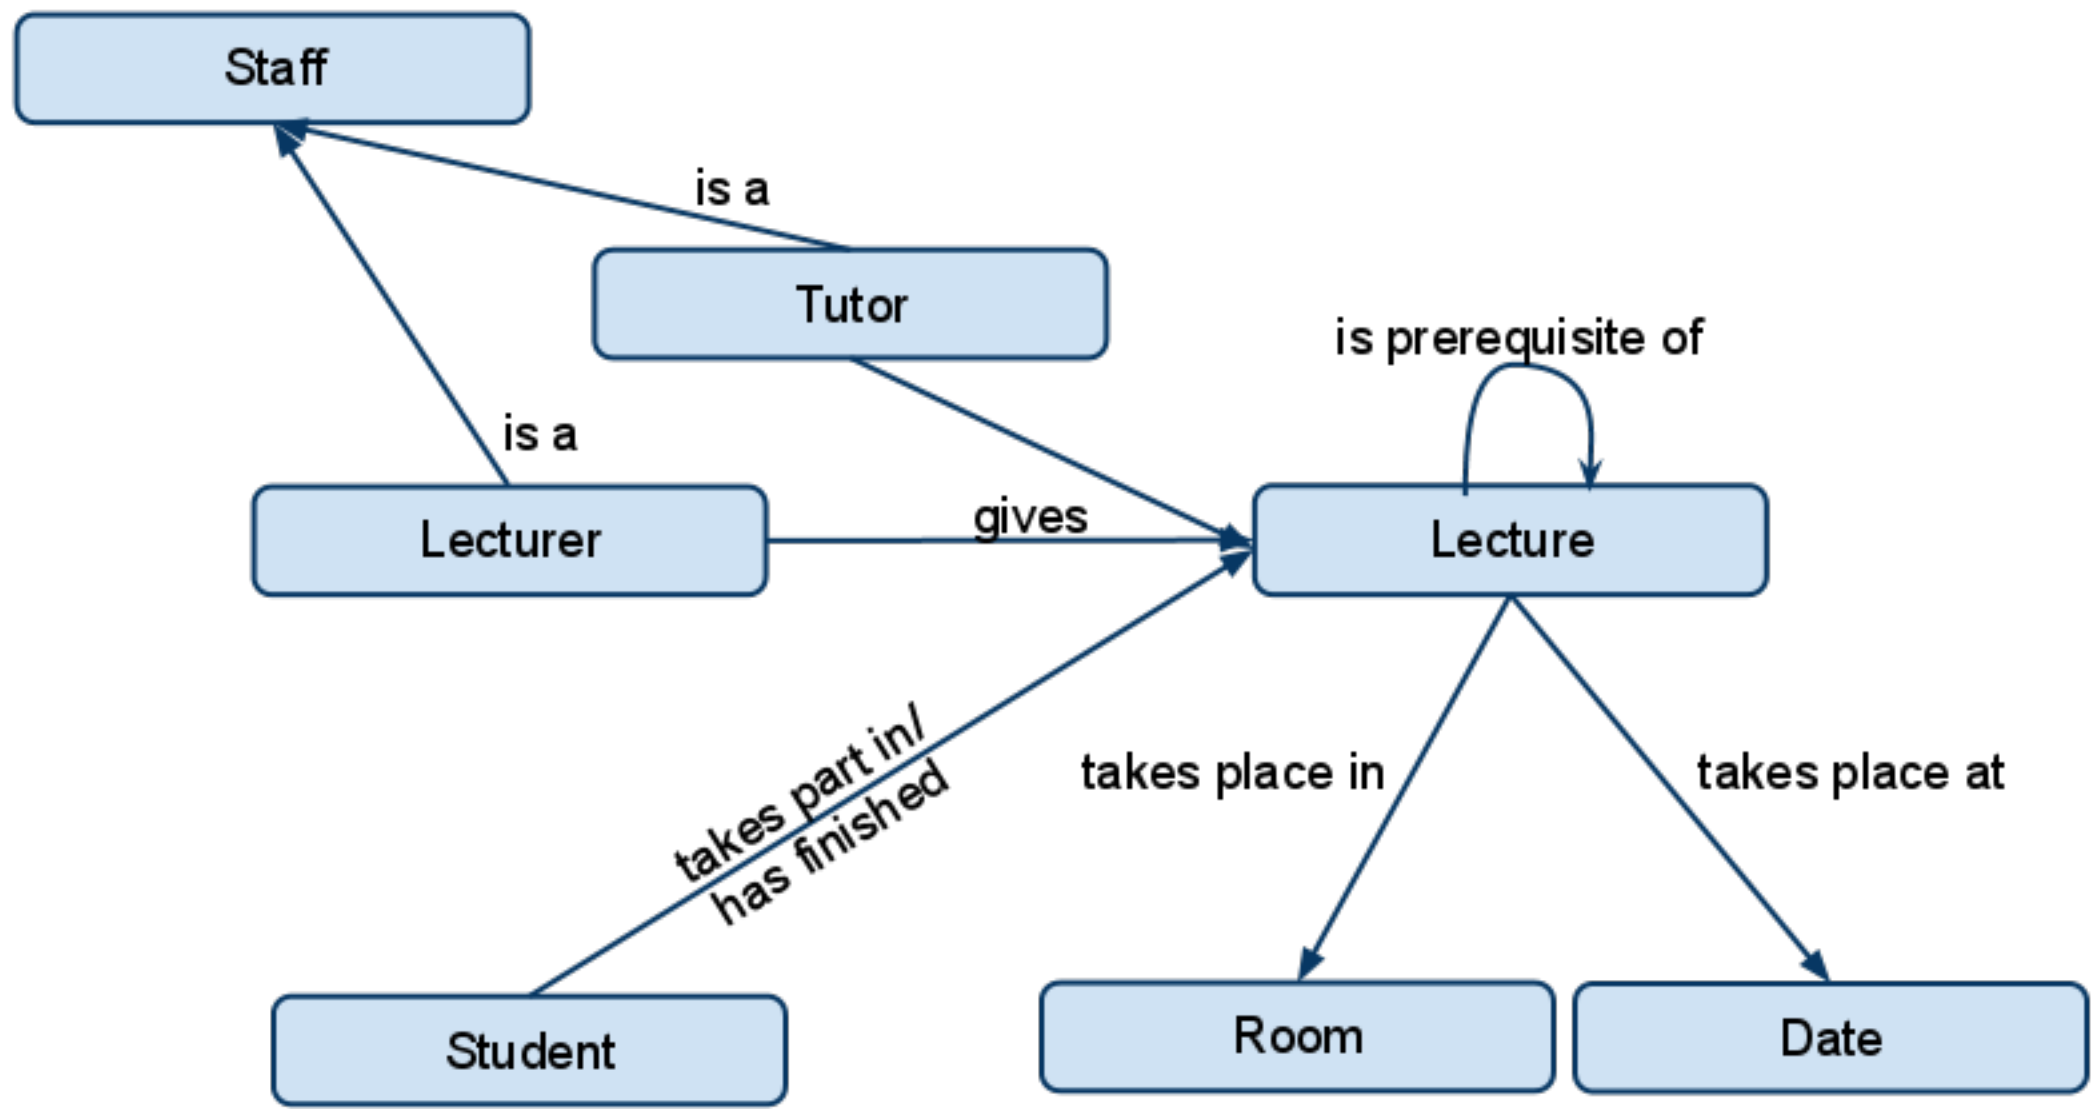 Staff
is a
Tutor
is prerequisite of
is a
Lecturer
gives
Lecture
takes part in/
has finished
takes place in
takes place at
Student
Room
Date